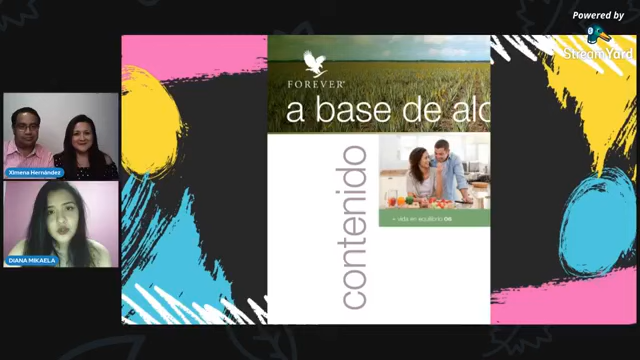 Powered by
StreamYard
FOREVER
a base de alo
contenido
+ vida en equilibrio 06
Ximena Hernández
DIANA MIKAELA